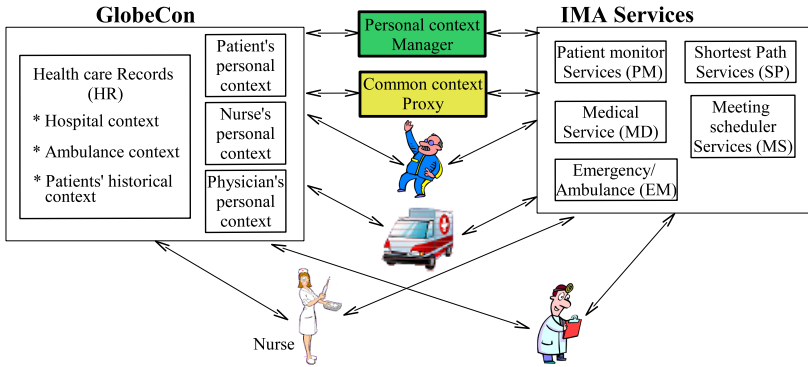 GlobeCon
Health care Records
(HR)
* Hospital context
* Ambulance context
* Patients' historical
context
Patient's
personal
context
Nurse's
personal
context
Physician's
personal
context
Personal context
Manager
Common context
Proxy
IMA Services
Patient monitor
Services (PM)
Shortest Path
Services (SP)
Medical
Service (MD)
Meeting
scheduler
Services (MS)
Emergency/
Ambulance (EM)
Nurse